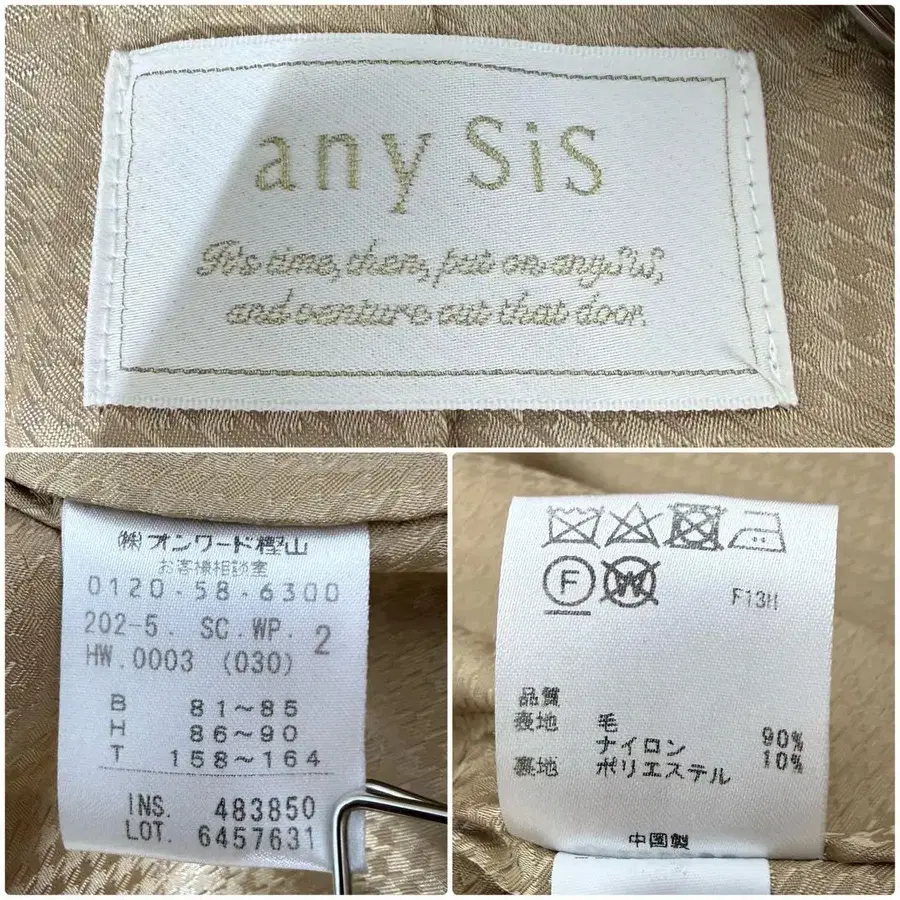 any SiS
It's time, then, put on anySiS,
and venture out that door.
㈱オンワード樫山
お客様相談室
0120-58-6300
202-5. SC.WP. 2
HW.0003 (030)
B 81~85
H 86~90
T 158~164
INS. 483850
LOT. 6457631
F W F13H
品質
表地 毛 90%
ナイロン 10%
裏地 ポリエステル
中国製